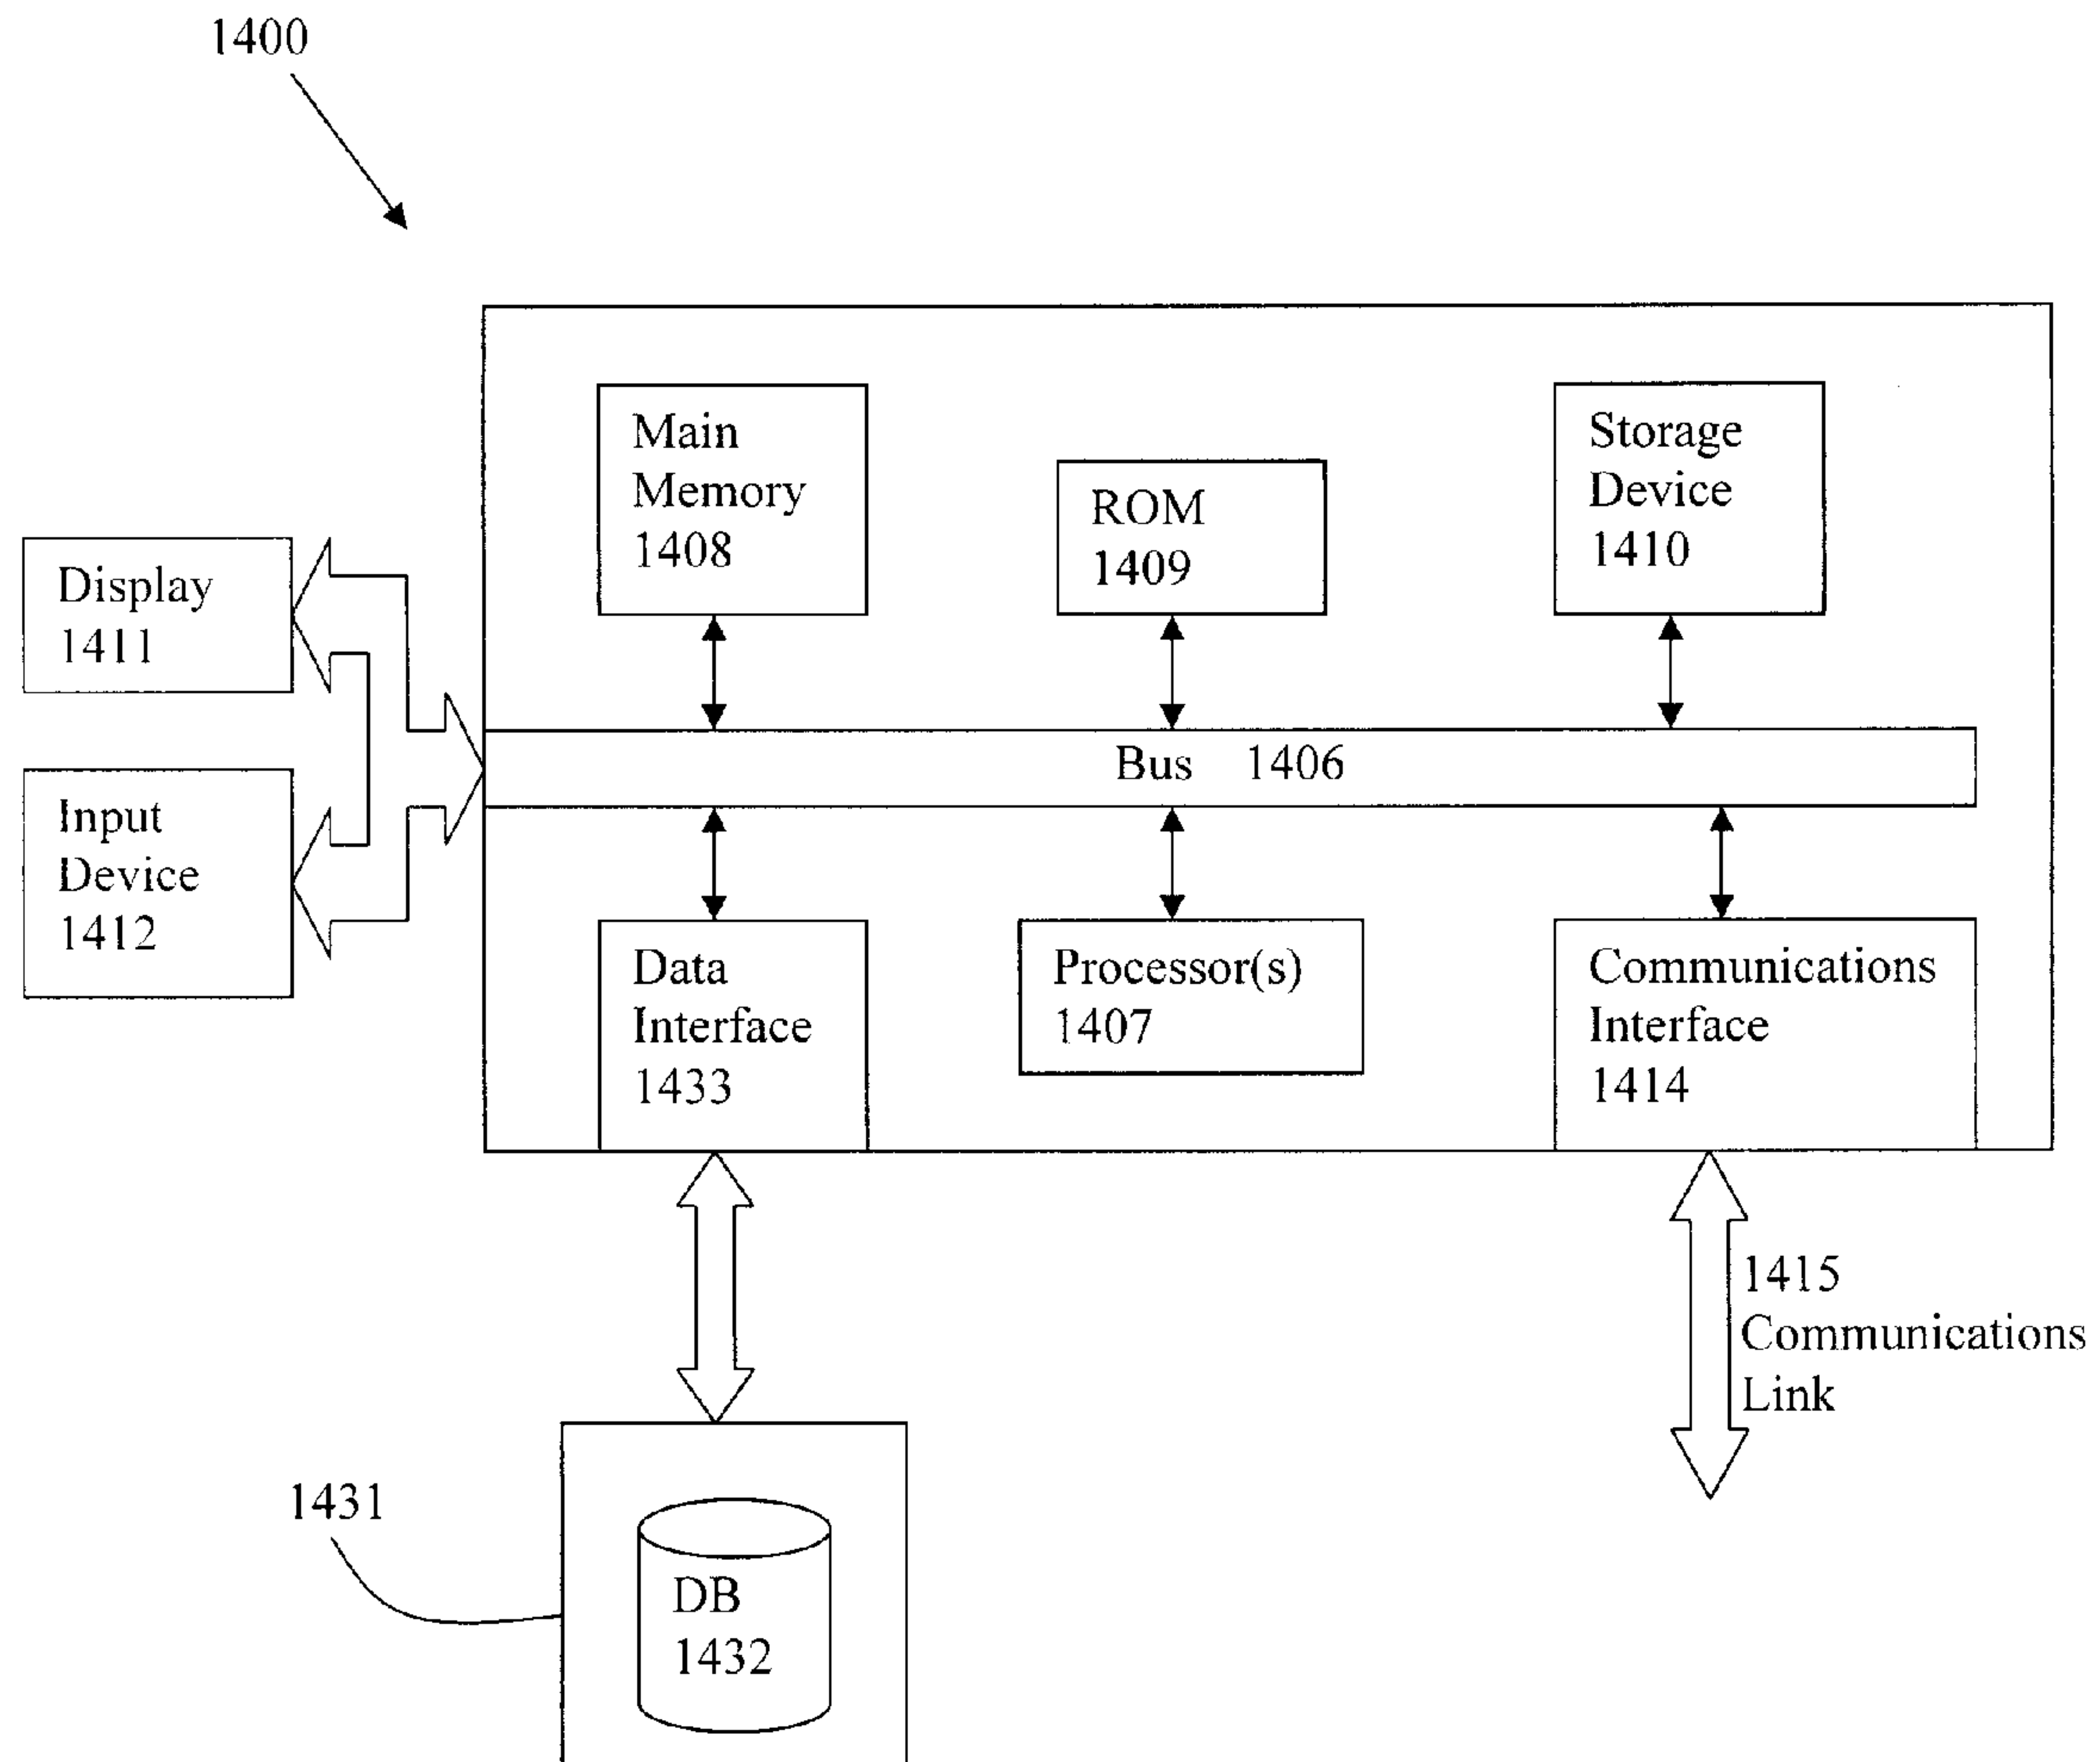 1400
Main
Memory
1408
ROM
1409
Storage
Device
1410
Display
1411
Bus 1406
Input
Device
1412
Data
Interface
1433
Processor(s)
1407
Communications
Interface
1414
1415
Communications
Link
1431
DB
1432